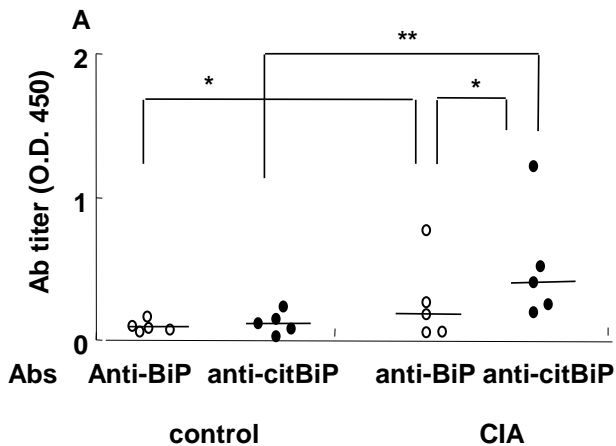 A
**
2
*
*
Ab titer (O.D. 450)
1
0
Abs Anti-BiP anti-citBiP anti-BiP anti-citBiP
control CIA